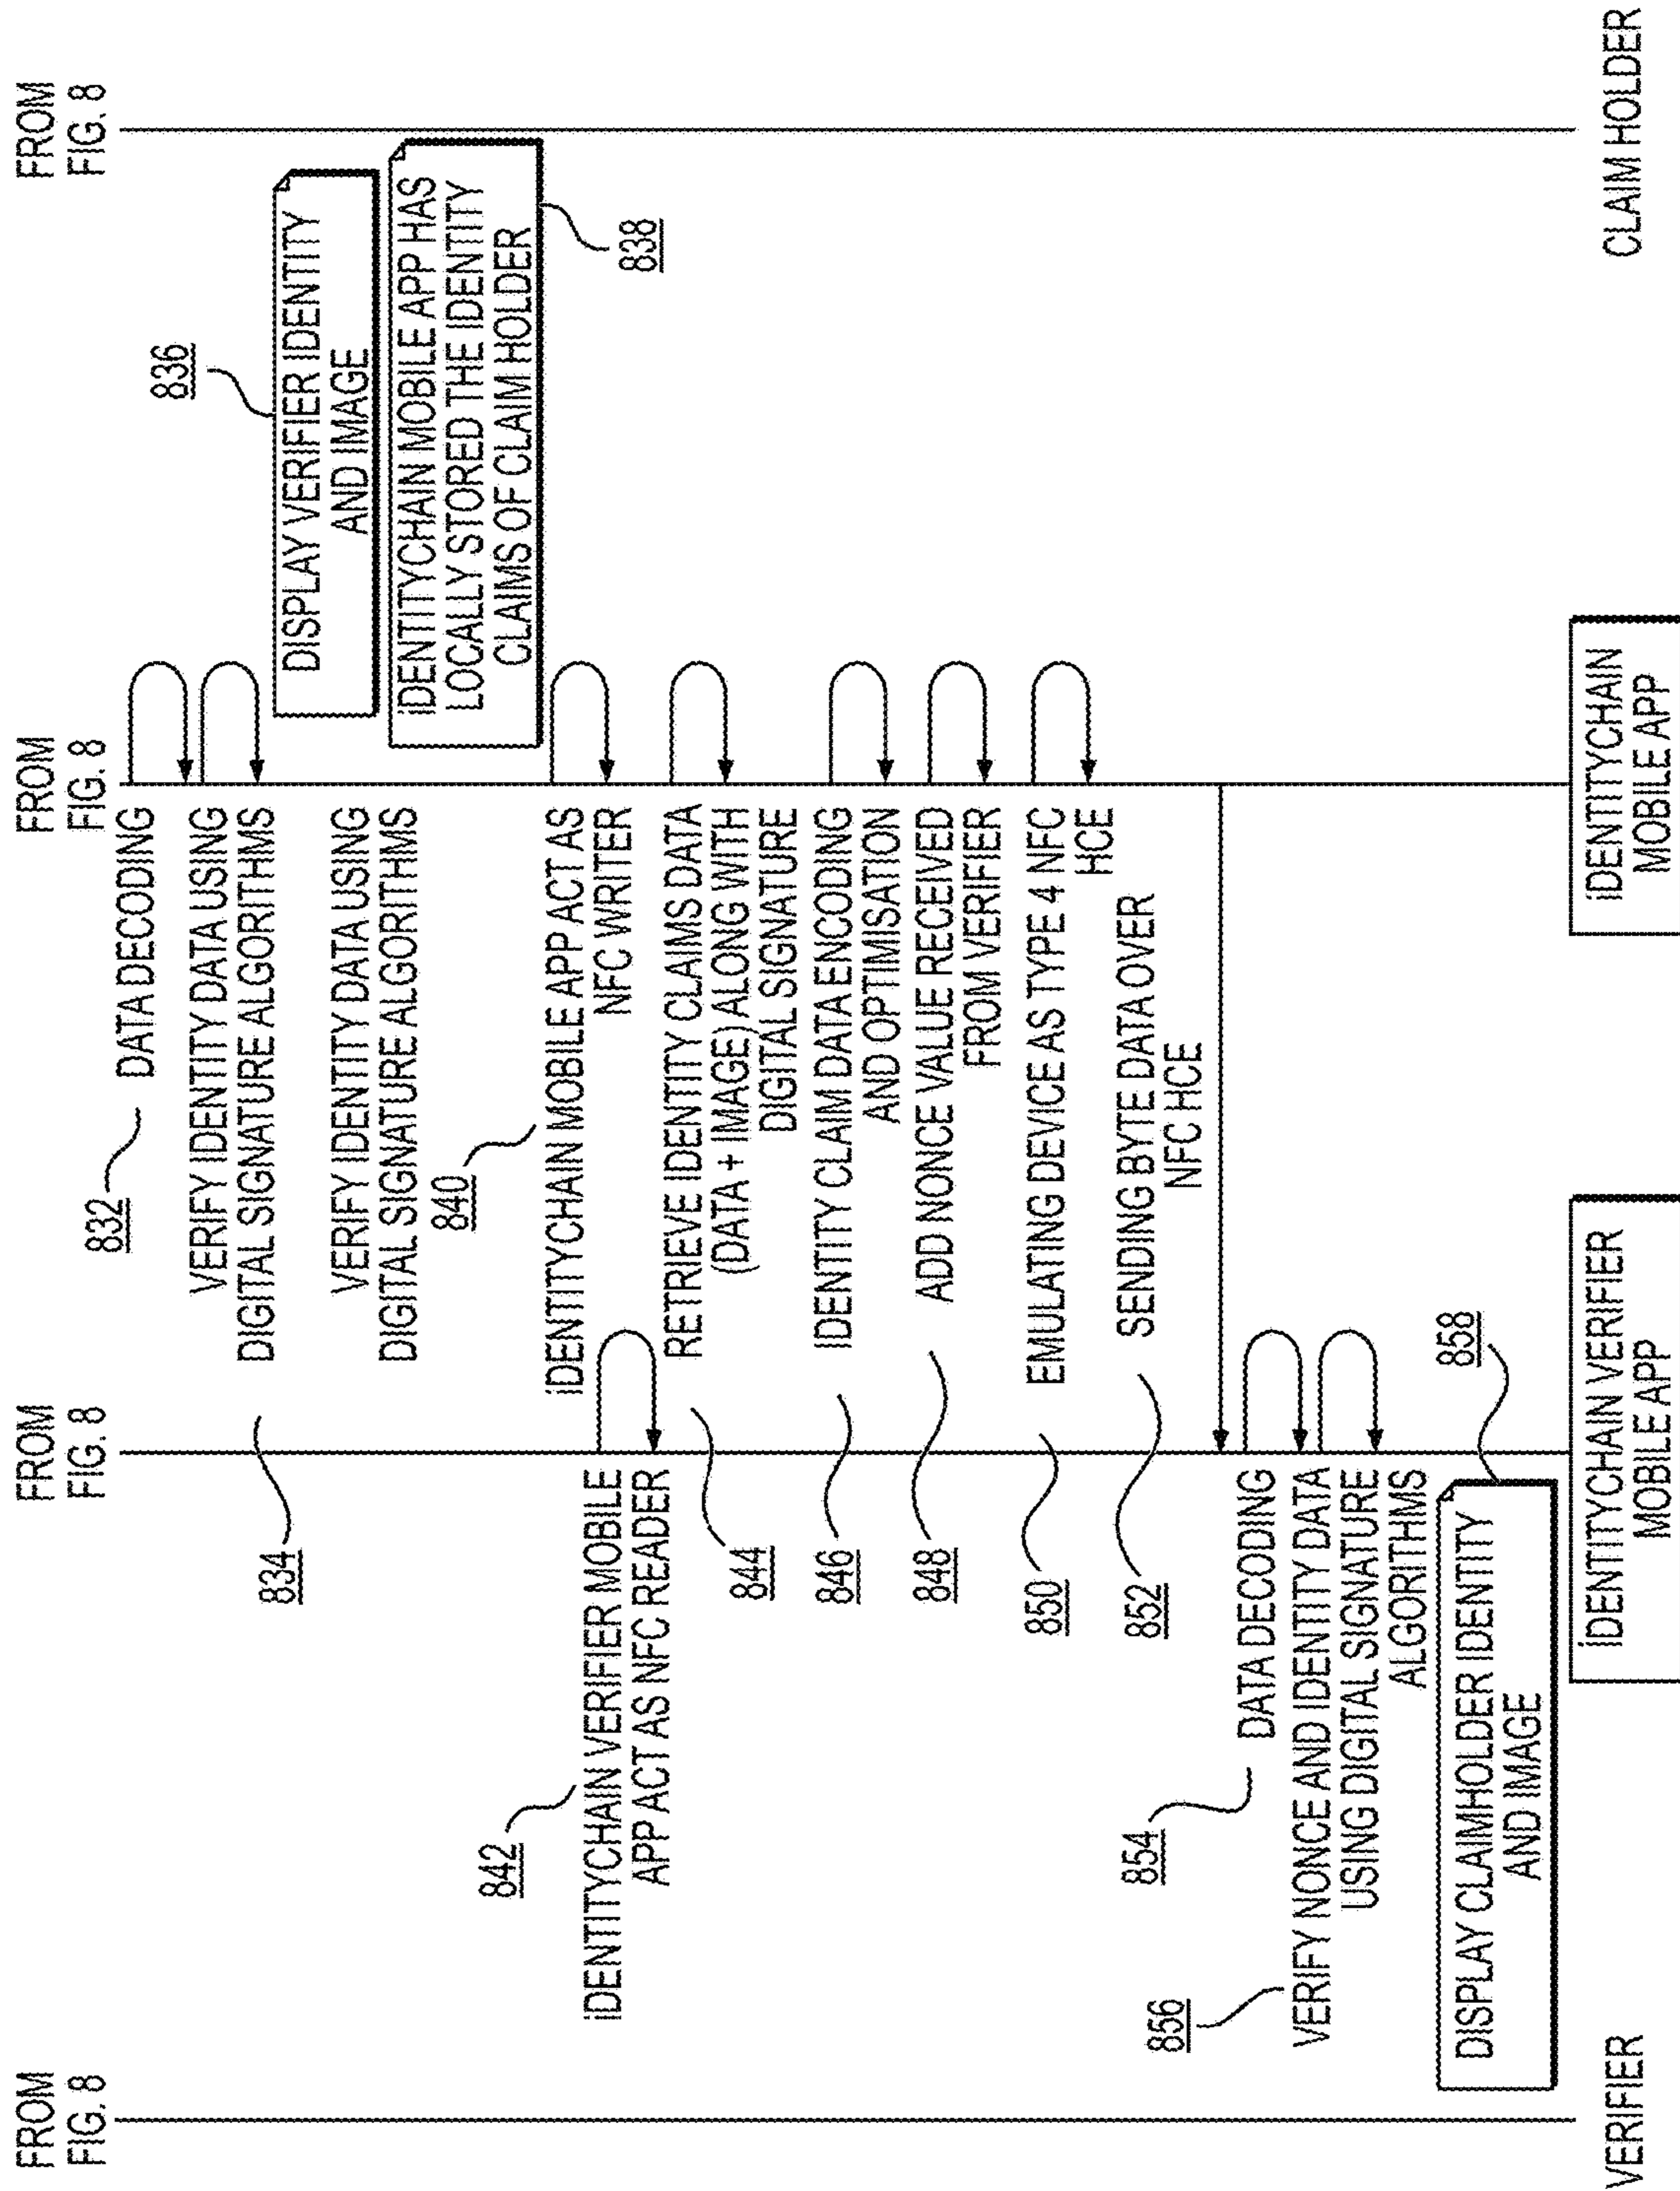 FROM
FIG. 8
FROM
FIG. 8
FROM
FIG. 8
FROM
FIG. 8
832
DATA DECODING
834
VERIFY IDENTITY DATA USING
DIGITAL SIGNATURE ALGORITHMS
836
DISPLAY VERIFIER IDENTITY
AND IMAGE
VERIFY IDENTITY DATA USING
DIGITAL SIGNATURE ALGORITHMS
iDENTITYCHAIN MOBILE APP HAS
LOCALLY STORED THE IDENTITY
CLAIMS OF CLAIM HOLDER
838
840
iDENTITYCHAIN MOBILE APP ACT AS
NFC WRITER
842
iDENTITYCHAIN VERIFIER MOBILE
APP ACT AS NFC READER
844
RETRIEVE IDENTITY CLAIMS DATA
(DATA + IMAGE) ALONG WITH
DIGITAL SIGNATURE
846
IDENTITY CLAIM DATA ENCODING
AND OPTIMISATION
848
ADD NONCE VALUE RECEIVED
FROM VERIFIER
850
EMULATING DEVICE AS TYPE 4 NFC
HCE
852
SENDING BYTE DATA OVER
NFC HCE
854
DATA DECODING
856
VERIFY NONCE AND IDENTITY DATA
USING DIGITAL SIGNATURE
ALGORITHMS
858
DISPLAY CLAIMHOLDER IDENTITY
AND IMAGE
VERIFIER
iDENTITYCHAIN VERIFIER
MOBILE APP
iDENTITYCHAIN
MOBILE APP
CLAIM HOLDER